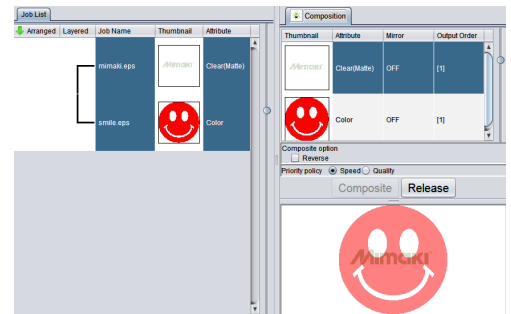 Job List
Arranged Layered Job Name Thumbnail Attribute
mimaki.eps Mimaki Clear(Matte)
smile.eps Color
Composition
Thumbnail Attribute Mirror Output Order
Mimaki Clear(Matte) OFF [1]
Color OFF [1]
Composite option
Reverse
Priority policy Speed Quality
Composite Release
Mimaki